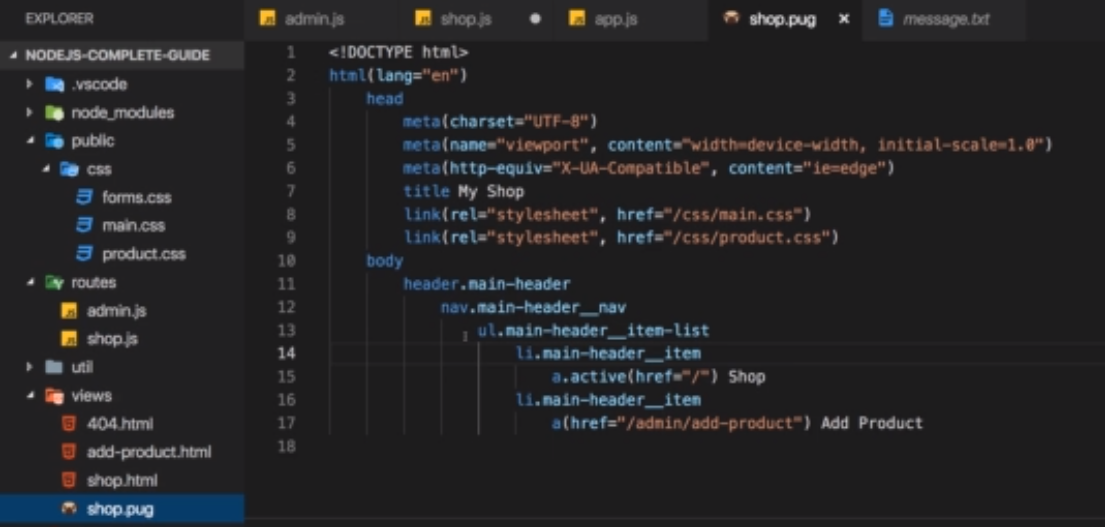 EXPLORER
NODEJS-COMPLETE-GUIDE
.vscode
node_modules
public
css
forms.css
main.css
product.css
routes
admin.js
shop.js
util
views
404.html
add-product.html
shop.html
shop.pug
admin.js shop.js app.js shop.pug × message.txt
1 <!DOCTYPE html>
2 html(lang="en")
3 head
4 meta(charset="UTF-8")
5 meta(name="viewport", content="width=device-width, initial-scale=1.0")
6 meta(http-equiv="X-UA-Compatible", content="ie=edge")
7 title My Shop
8 link(rel="stylesheet", href="/css/main.css")
9 link(rel="stylesheet", href="/css/product.css")
10 body
11 header.main-header
12 nav.main-header__nav
13 ul.main-header__item-list
14 li.main-header__item
15 a.active(href="/") Shop
16 li.main-header__item
17 a(href="/admin/add-product") Add Product
18